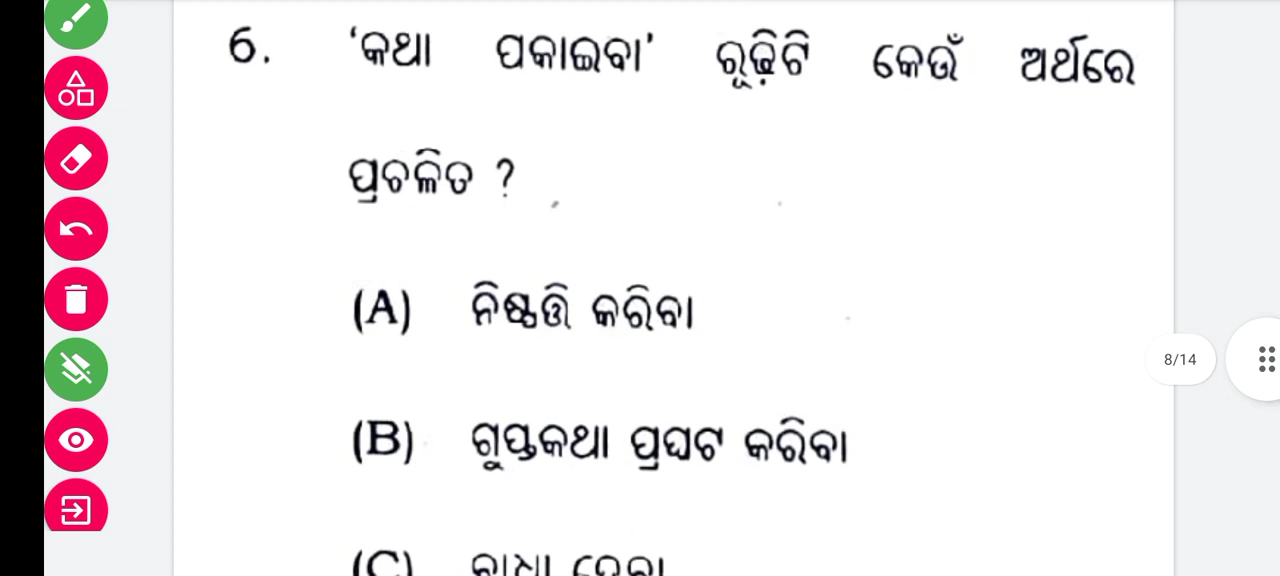 6. ‘କଥା ପକାଇବା’ ରୂଢ଼ିଟି କେଉଁ ଅର୍ଥରେ
ପ୍ରଚଳିତ ?
(A) ନିଷ୍ପତ୍ତି କରିବା
(B) ଗୁପ୍ତକଥା ପ୍ରଘଟ କରିବା
8/14
(C) ବାଧା ଦେବା